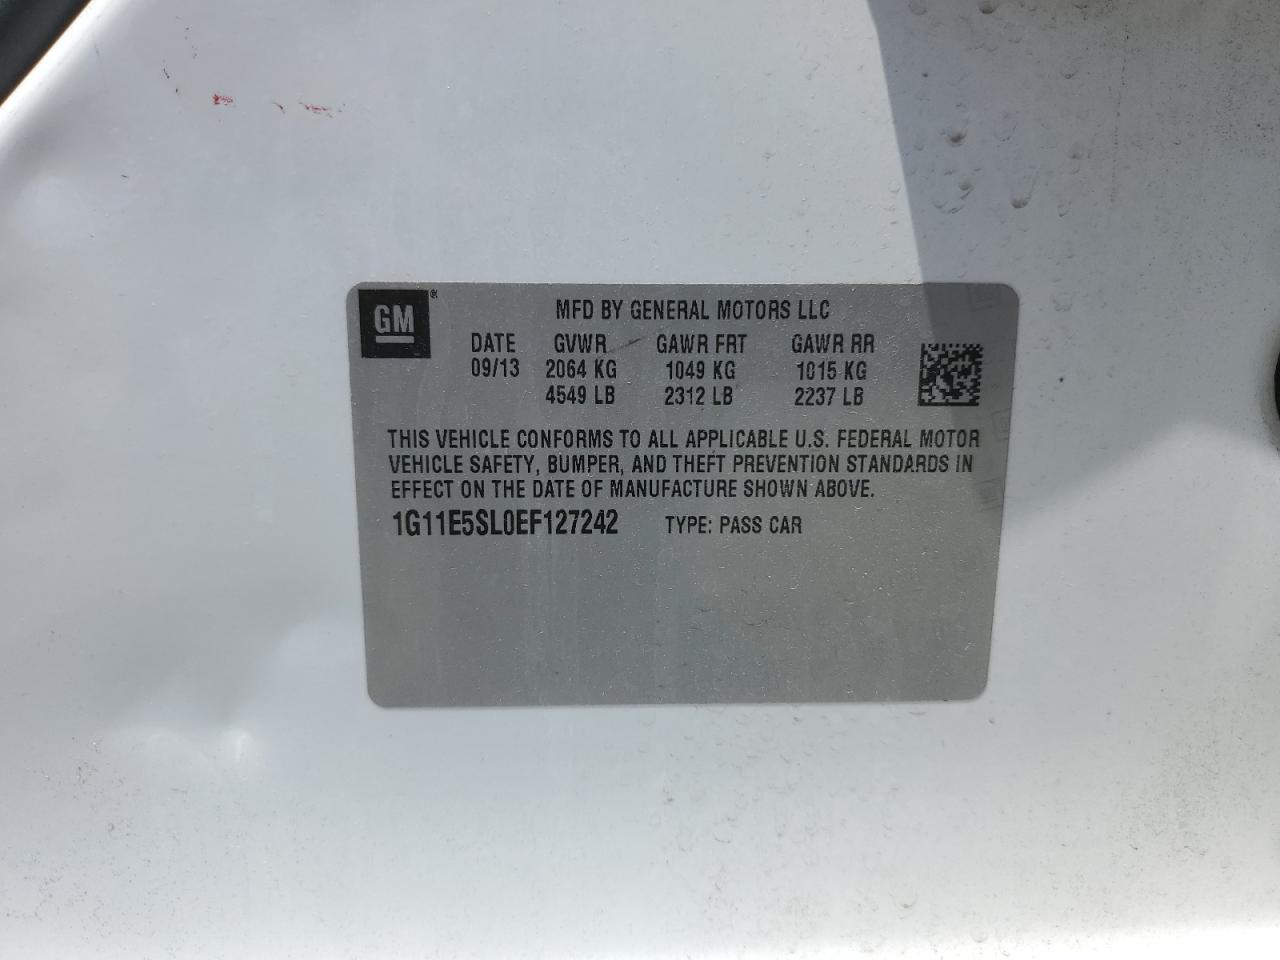 GM®
MFD BY GENERAL MOTORS LLC
DATE GVWR GAWR FRT GAWR RR
09/13 2064 KG 1049 KG 1015 KG
4549 LB 2312 LB 2237 LB
THIS VEHICLE CONFORMS TO ALL APPLICABLE U.S. FEDERAL MOTOR
VEHICLE SAFETY, BUMPER, AND THEFT PREVENTION STANDARDS IN
EFFECT ON THE DATE OF MANUFACTURE SHOWN ABOVE.
1G11E5SL0EF127242 TYPE: PASS CAR